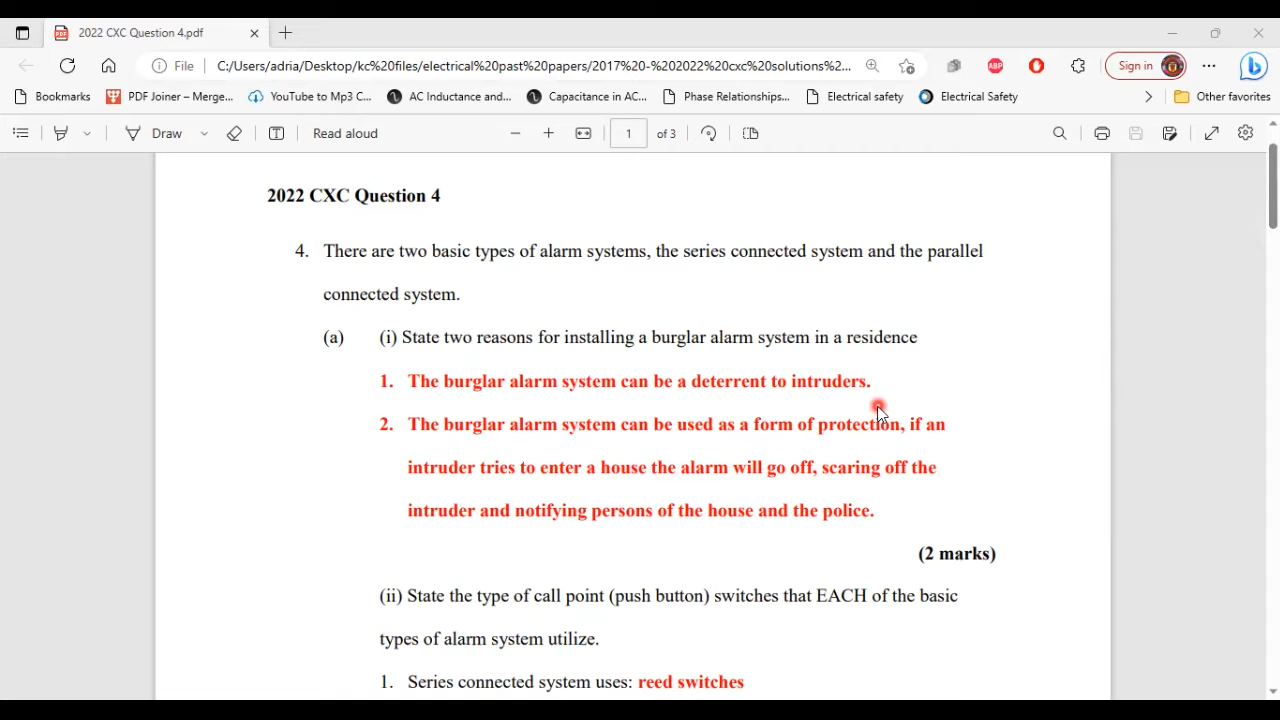 2022 CXC Question 4.pdf
File
C:/Users/adria/Desktop/kc%20files/electrical%20past%20papers/2017%20-%202022%20cxc%20solutions%2...
ABP
Sign in
Bookmarks
PDF Joiner – Merge...
YouTube to Mp3 C...
AC Inductance and...
Capacitance in AC...
Phase Relationships...
Electrical safety
Electrical Safety
Other favorites
Draw
Read aloud
1
of 3
2022 CXC Question 4
4. There are two basic types of alarm systems, the series connected system and the parallel
connected system.
(a) (i) State two reasons for installing a burglar alarm system in a residence
1. The burglar alarm system can be a deterrent to intruders.
2. The burglar alarm system can be used as a form of protection, if an
intruder tries to enter a house the alarm will go off, scaring off the
intruder and notifying persons of the house and the police.
(2 marks)
(ii) State the type of call point (push button) switches that EACH of the basic
types of alarm system utilize.
1. Series connected system uses: reed switches